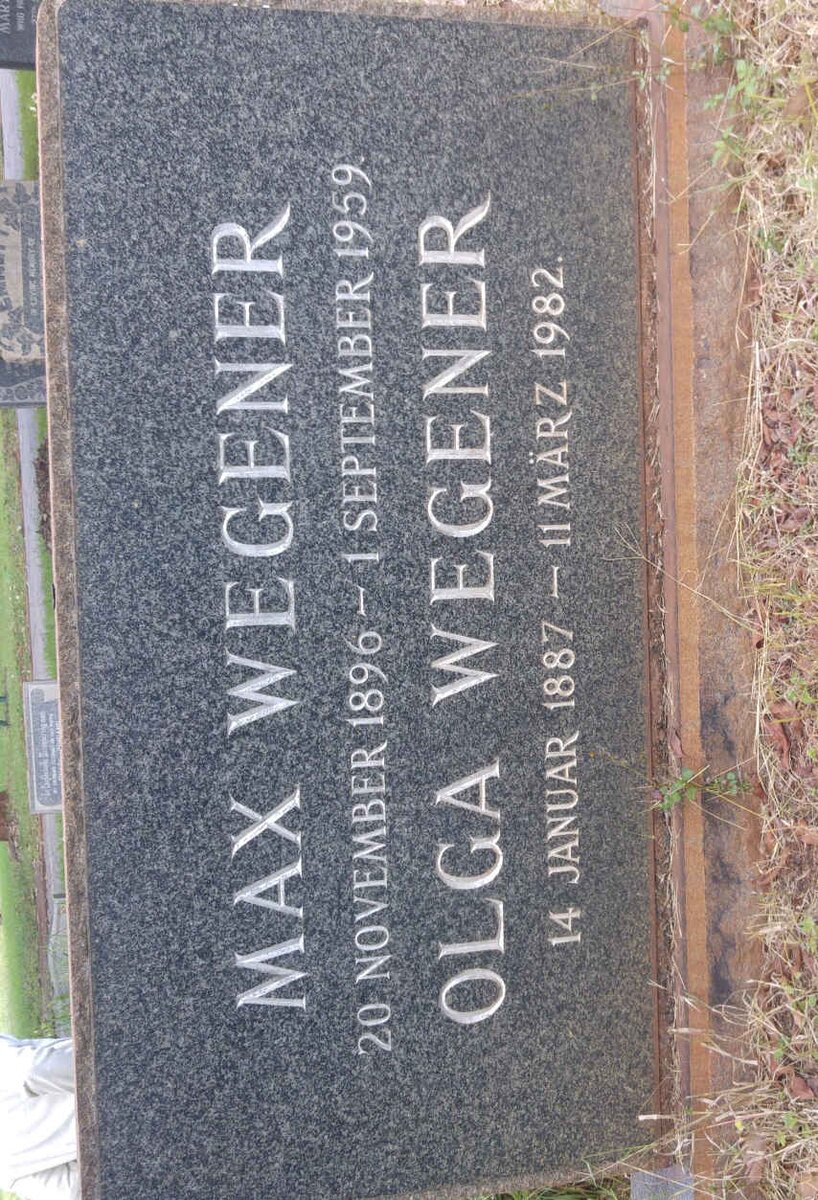 MAX WEGENER
20 NOVEMBER 1896 – 1 SEPTEMBER 1959.
OLGA WEGENER
14 JANUAR 1887 – 11 MÄRZ 1982.